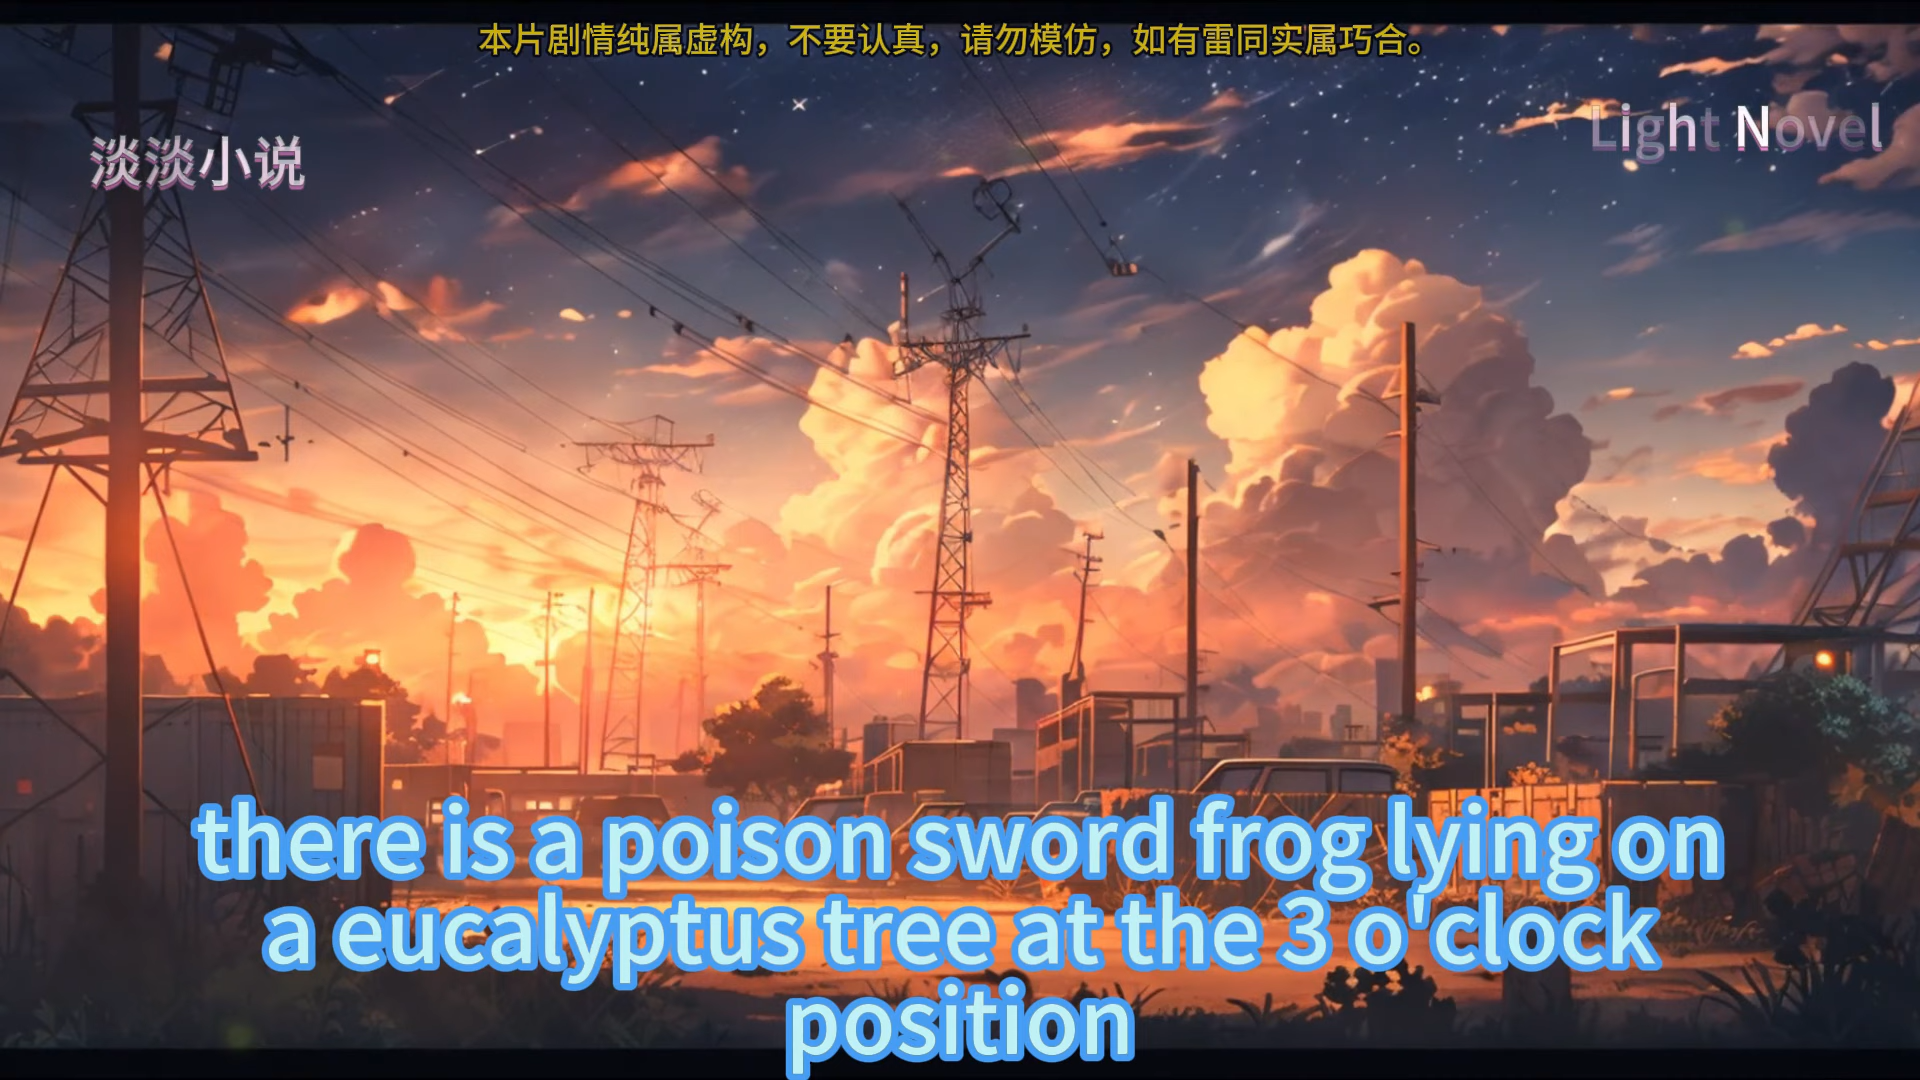 本片剧情纯属虚构，不要认真，请勿模仿，如有雷同实属巧合。
淡淡小说
Light Novel
there is a poison sword frog lying on
a eucalyptus tree at the 3 o'clock
position